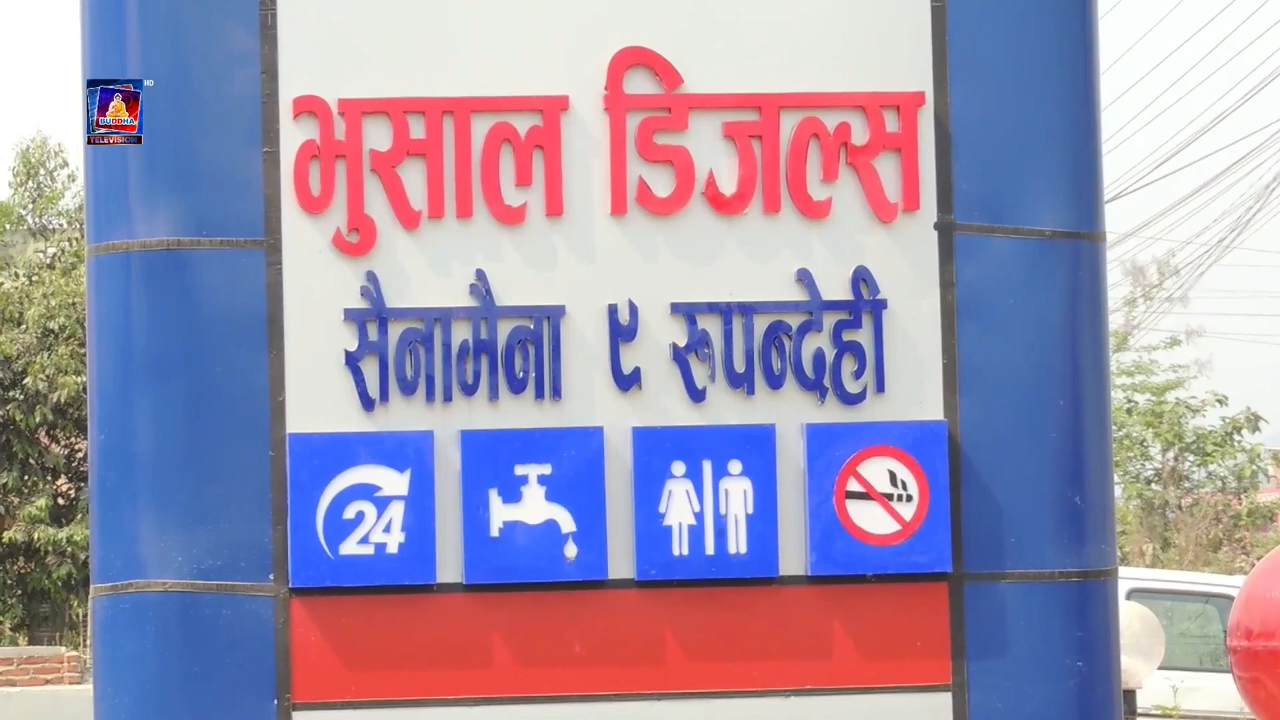 HD
BUDDHA
TELEVISION
भुसाल डिजल्स
सैनामैना ९ रुपन्देही
24